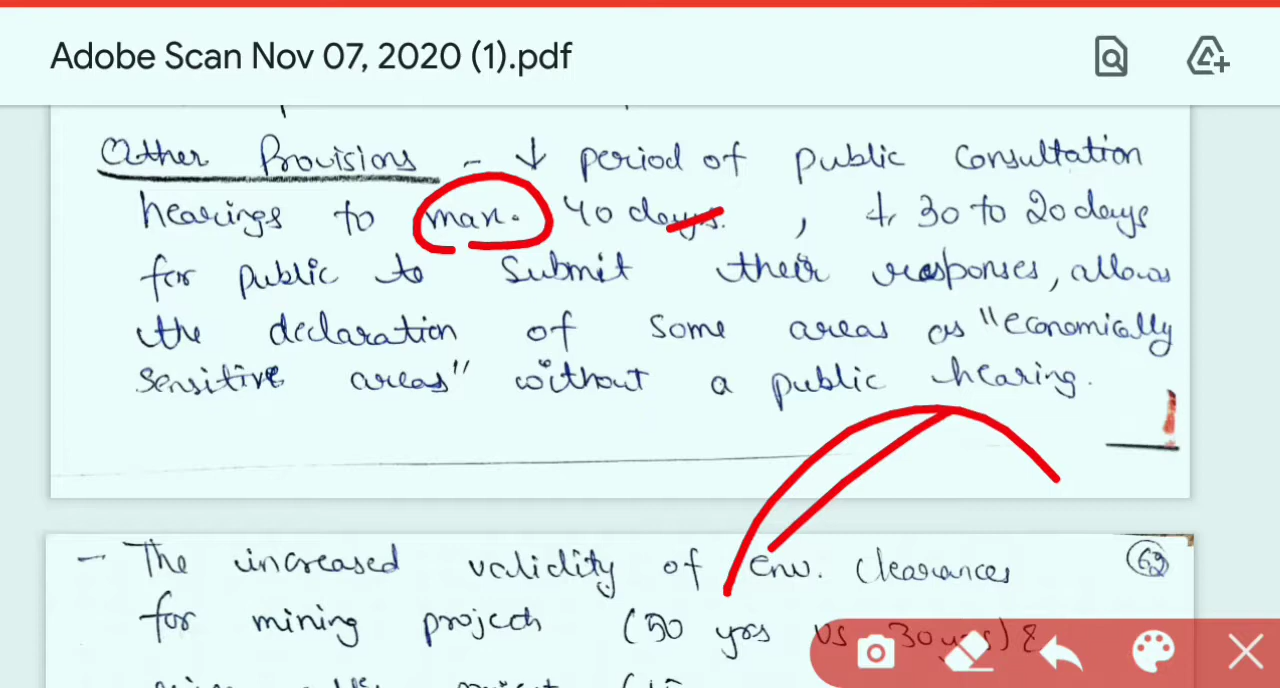 Adobe Scan Nov 07, 2020 (1).pdf
Other Provisions - ↓ period of public consultation
hearings to max. 40 days. , ↓ 30 to 20 days
for public to submit their responses, allows
the declaration of some areas as "economically
sensitive areas" without a public hearing.
- The increased validity of env. clearances
for mining projects (50 yrs vs 30 yrs) &